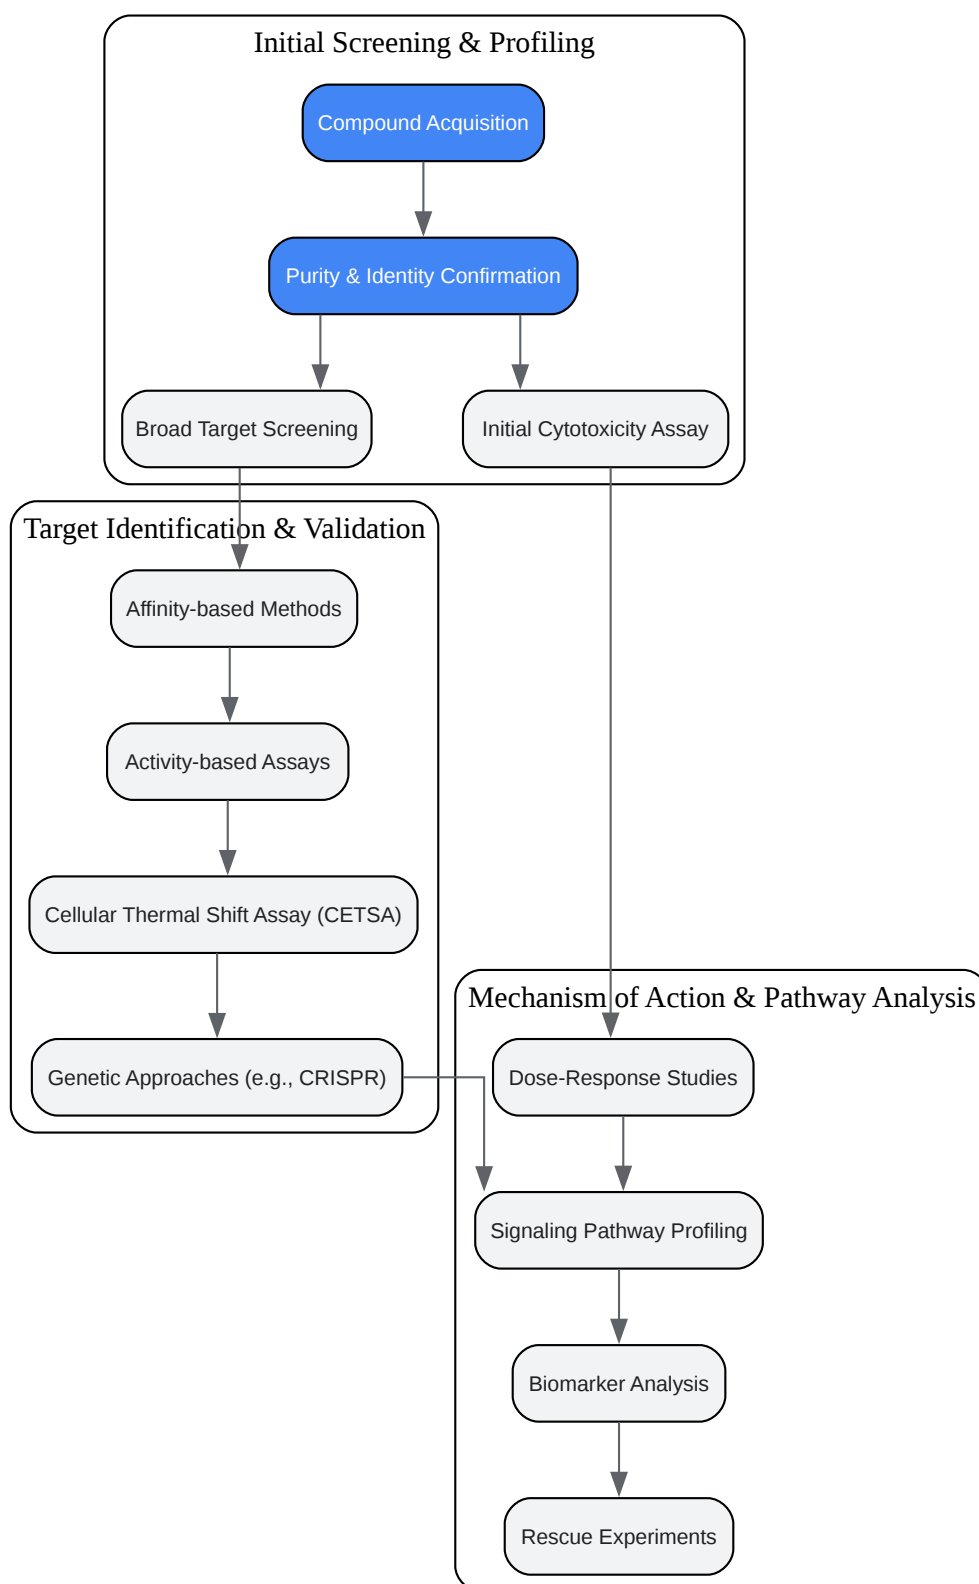 Initial Screening & Profiling
Compound Acquisition
Purity & Identity Confirmation
Broad Target Screening
Initial Cytotoxicity Assay
Target Identification & Validation
Affinity-based Methods
Activity-based Assays
Cellular Thermal Shift Assay (CETSA)
Genetic Approaches (e.g., CRISPR)
Mechanism of Action & Pathway Analysis
Dose-Response Studies
Signaling Pathway Profiling
Biomarker Analysis
Rescue Experiments